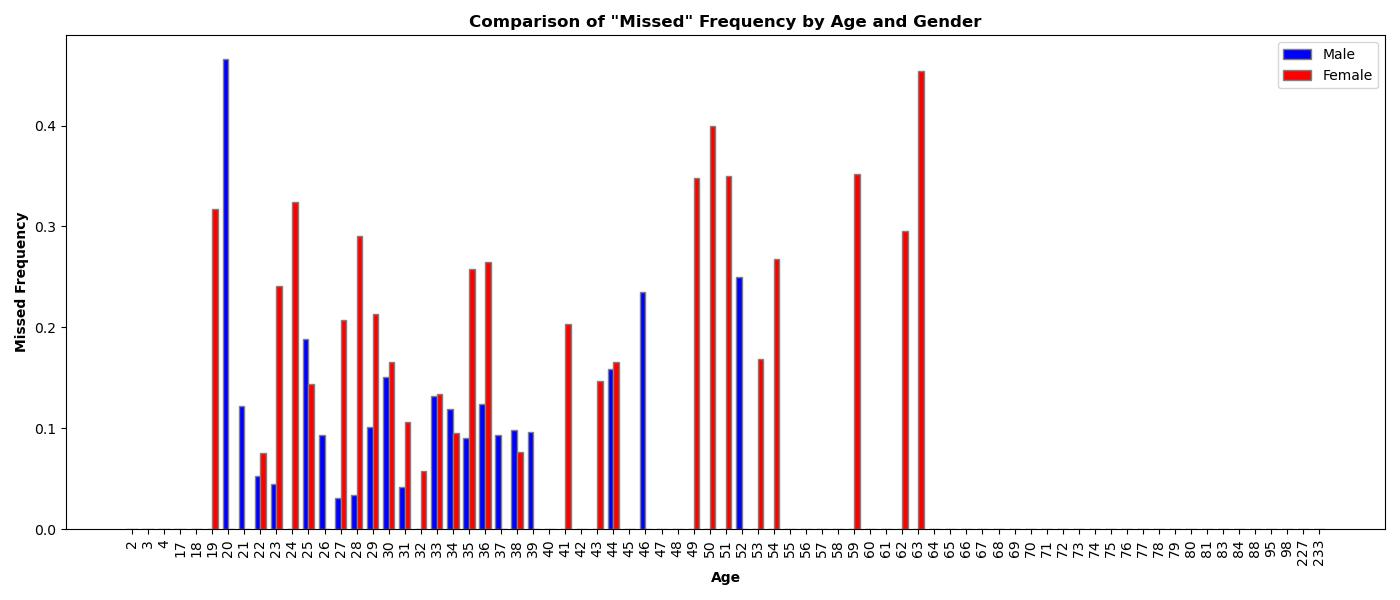 Comparison of "Missed" Frequency by Age and Gender
Male
Female
Missed Frequency
0.4
0.3
0.2
0.1
0.0
2 3 4 17 18 19 20 21 22 23 24 25 26 27 28 29 30 31 32 33 34 35 36 37 38 39 40 41 42 43 44 45 46 47 48 49 50 51 52 53 54 55 56 57 58 59 60 61 62 63 64 65 66 67 68 69 70 71 72 73 74 75 76 77 78 79 80 81 83 84 88 95 98 227 233
Age